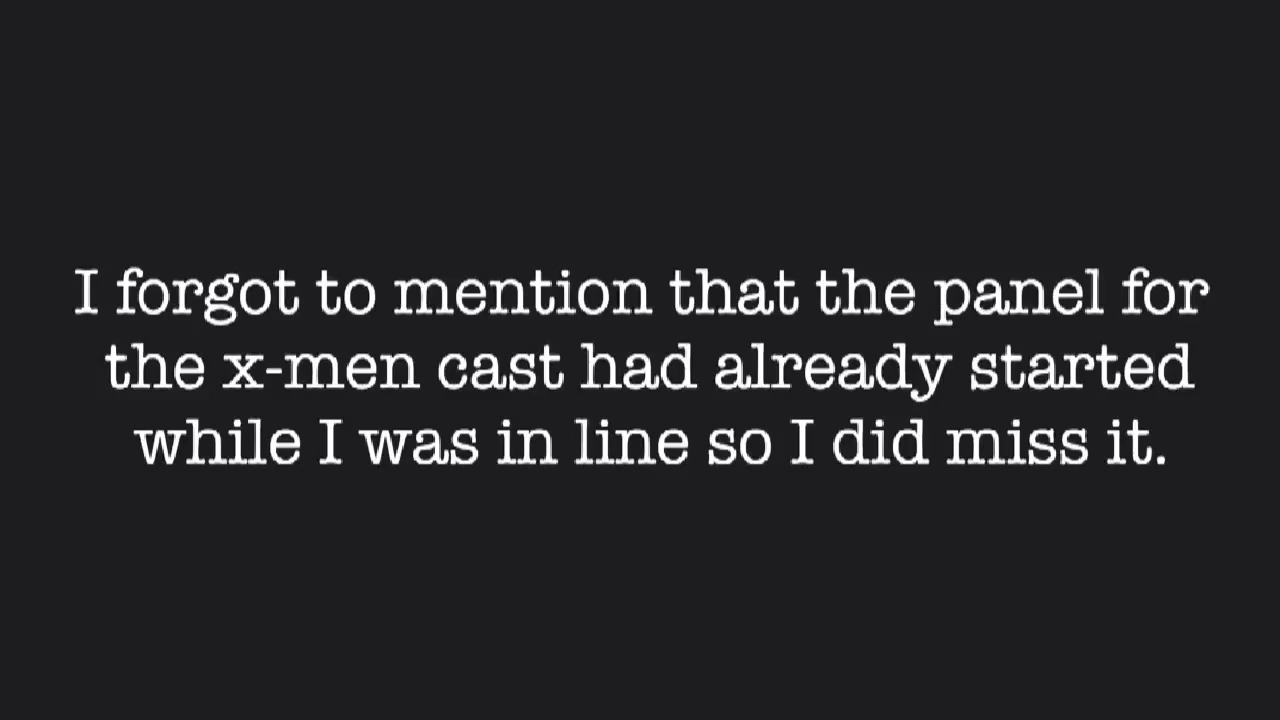 I forgot to mention that the panel for
the x-men cast had already started
while I was in line so I did miss it.